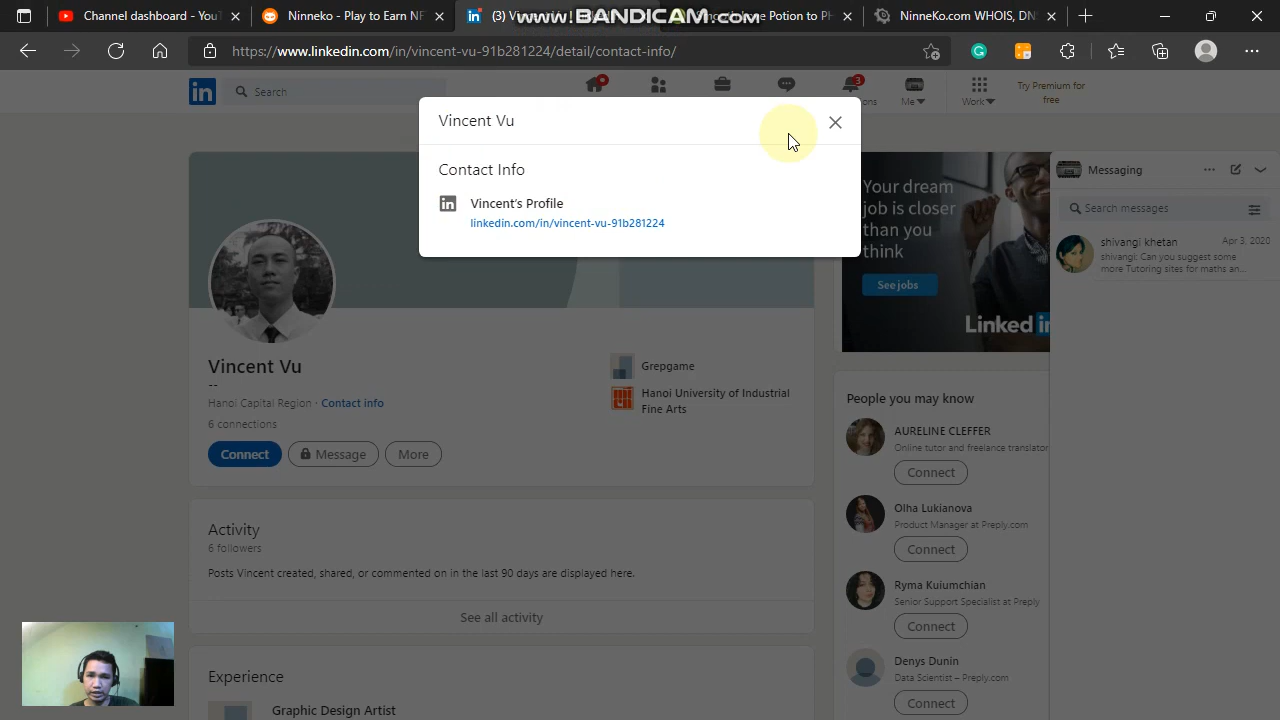 Channel dashboard - YouT
Ninneko - Play to Earn NF
www.BANDICAM.com
NinneKo.com WHOIS, DN
https://www.linkedin.com/in/vincent-vu-91b281224/detail/contact-info/
in
Search
3
Me
Work
Try Premium for
free
Vincent Vu
Contact Info
in
Vincent's Profile
linkedin.com/in/vincent-vu-91b281224
Vincent Vu
--
Hanoi Capital Region · Contact info
6 connections
Connect
Message
More
Grepgame
Hanoi University of Industrial
Fine Arts
Activity
6 followers
Posts Vincent created, shared, or commented on in the last 90 days are displayed here.
See all activity
Experience
Graphic Design Artist
Your dream
job is closer
than you
think
See jobs
Linked in
People you may know
AURELINE CLEFFER
Online tutor and freelance translator
Connect
Olha Lukianova
Product Manager at Preply.com
Connect
Ryma Kuiumchian
Senior Support Specialist at Preply
Connect
Denys Dunin
Data Scientist – Preply.com
Connect
Messaging
Search messages
shivangi khetan
Apr 3, 2020
shivangi: Can you suggest some
more Tutoring sites for maths an...